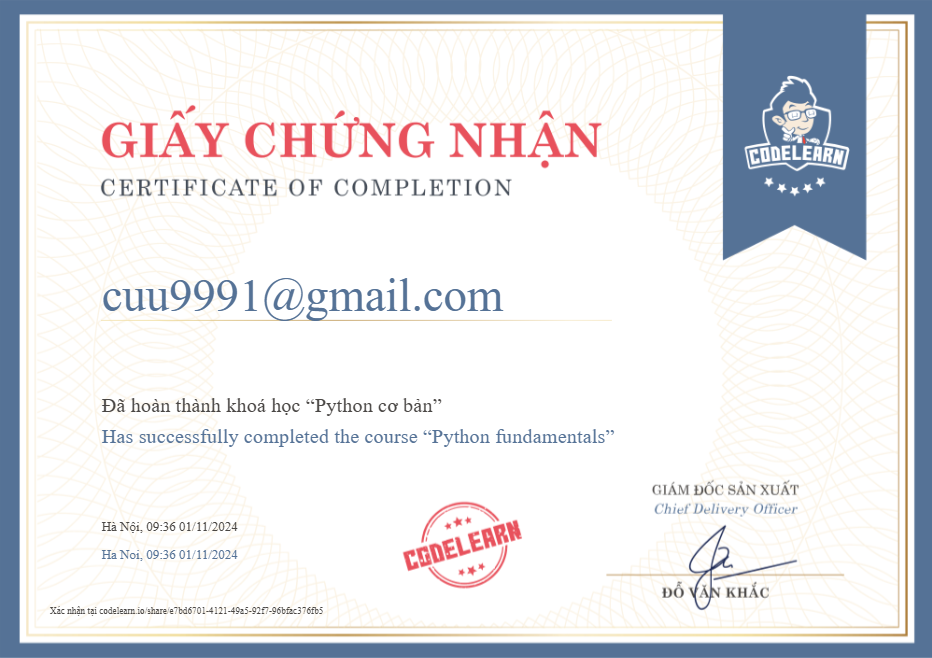 GIẤY CHỨNG NHẬN
CERTIFICATE OF COMPLETION
CODELEARN
cuu9991@gmail.com
Đã hoàn thành khoá học “Python cơ bản”
Has successfully completed the course “Python fundamentals”
GIÁM ĐỐC SẢN XUẤT
Chief Delivery Officer
Hà Nội, 09:36 01/11/2024
Ha Noi, 09:36 01/11/2024
CODELEARN
ĐỖ VĂN KHẮC
Xác nhận tại codelearn.io/share/e7bd6701-4121-49a5-92f7-96bfac376fb5